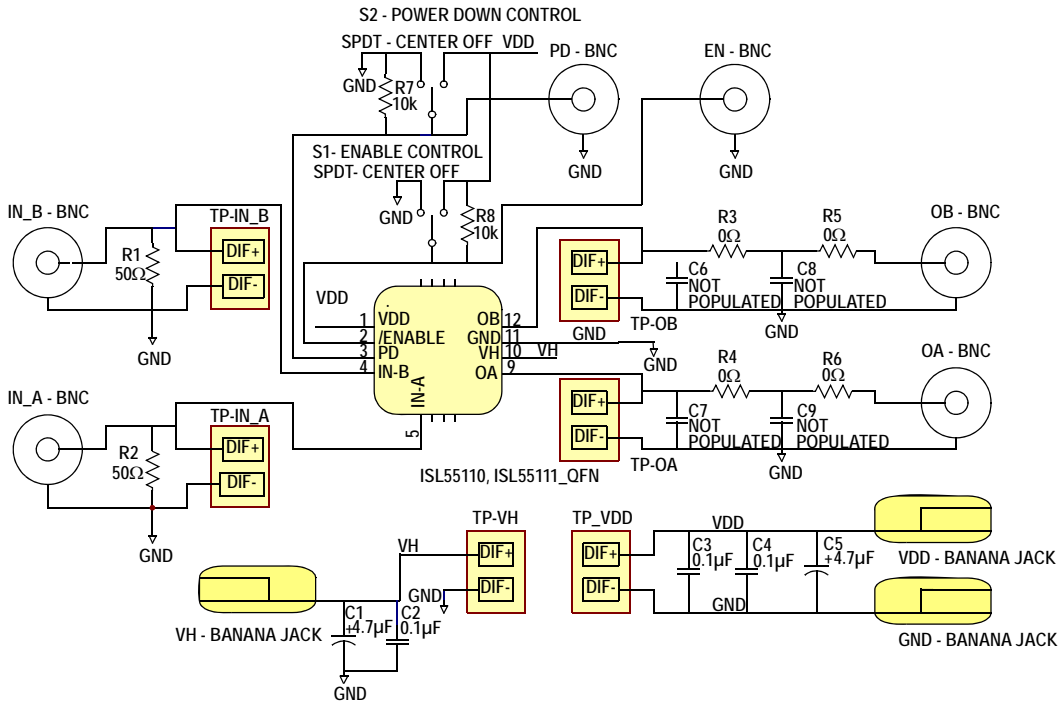 S2 - POWER DOWN CONTROL
SPDT - CENTER OFF
VDD
GND
R7
10k
PD - BNC
GND
EN - BNC
GND
S1- ENABLE CONTROL
SPDT- CENTER OFF
GND
R8
10k
IN_B - BNC
R1
50Ω
GND
TP-IN_B
DIF+
DIF-
VDD
1
2
3
4
VDD
/ENABLE
PD
IN-B
IN-A
5
OB
GND
VH
OA
12
11
10
9
VH
GND
ISL55110, ISL55111_QFN
DIF+
DIF-
GND
TP-OB
R3
0Ω
R5
0Ω
C6
NOT
POPULATED
C8
NOT
POPULATED
GND
OB - BNC
DIF+
DIF-
TP-OA
R4
0Ω
R6
0Ω
C7
NOT
POPULATED
C9
NOT
POPULATED
GND
OA - BNC
IN_A - BNC
R2
50Ω
GND
TP-IN_A
DIF+
DIF-
TP-VH
VH
DIF+
DIF-
GND
VH - BANANA JACK
C1
+4.7µF
C2
0.1µF
GND
TP_VDD
DIF+
DIF-
VDD
C3
0.1µF
C4
0.1µF
C5
+4.7µF
GND
VDD - BANANA JACK
GND - BANANA JACK